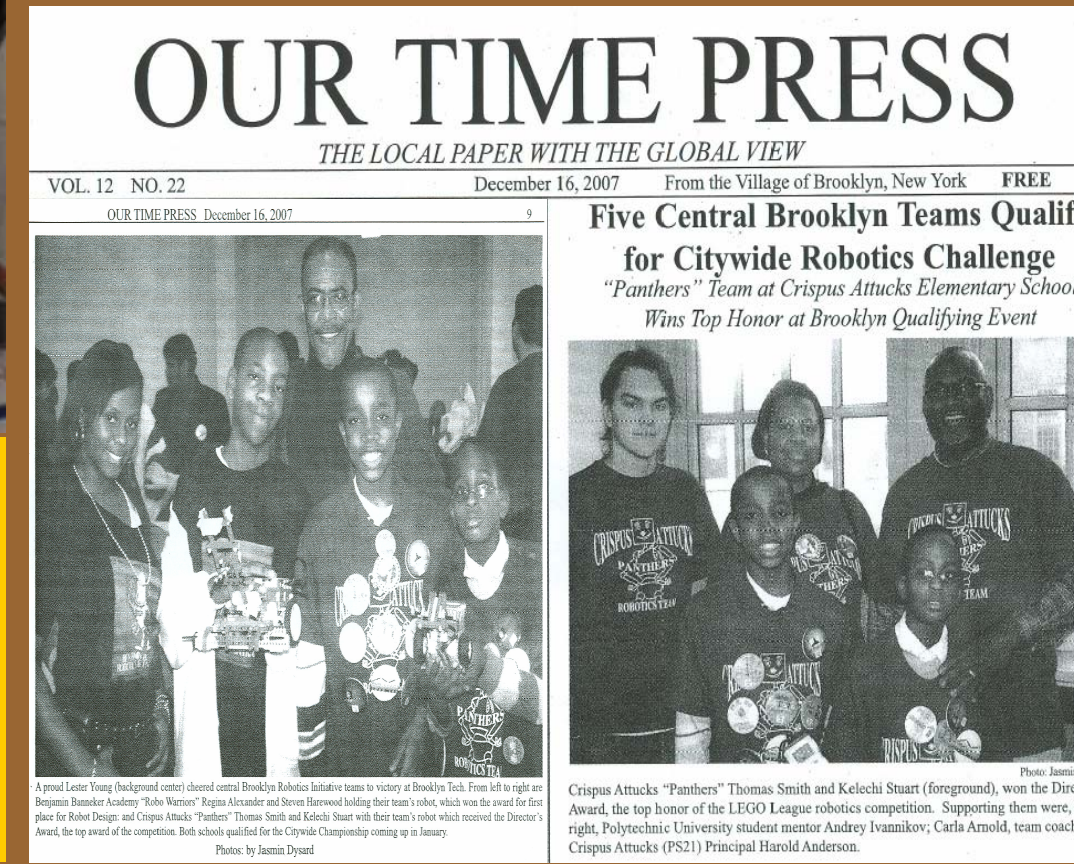 OUR TIME PRESS
THE LOCAL PAPER WITH THE GLOBAL VIEW
VOL. 12 NO. 22 December 16, 2007 From the Village of Brooklyn, New York FREE
OUR TIME PRESS December 16, 2007 9
CRISPUS ATTUCKS
PANTHERS
ROBOTICS TEA
A proud Lester Young (background center) cheered central Brooklyn Robotics Initiative teams to victory at Brooklyn Tech. From left to right are
Benjamin Banneker Academy “Robo Warriors” Regina Alexander and Steven Harewood holding their team's robot, which won the award for first
place for Robot Design: and Crispus Attucks “Panthers” Thomas Smith and Kelechi Stuart with their team's robot which received the Director's
Award, the top award of the competition. Both schools qualified for the Citywide Championship coming up in January.
Photos: by Jasmin Dysard
Five Central Brooklyn Teams Qualif
for Citywide Robotics Challenge
“Panthers” Team at Crispus Attucks Elementary School
Wins Top Honor at Brooklyn Qualifying Event
CRISPUS ATTUCKS
PANTHERS
ROBOTICS TEAM
CRISPUS ATTUCKS
TEAM
Photo: Jasmi
Crispus Attucks “Panthers” Thomas Smith and Kelechi Stuart (foreground), won the Dire
Award, the top honor of the LEGO League robotics competition. Supporting them were,
right, Polytechnic University student mentor Andrey Ivannikov; Carla Arnold, team coach
Crispus Attucks (PS21) Principal Harold Anderson.